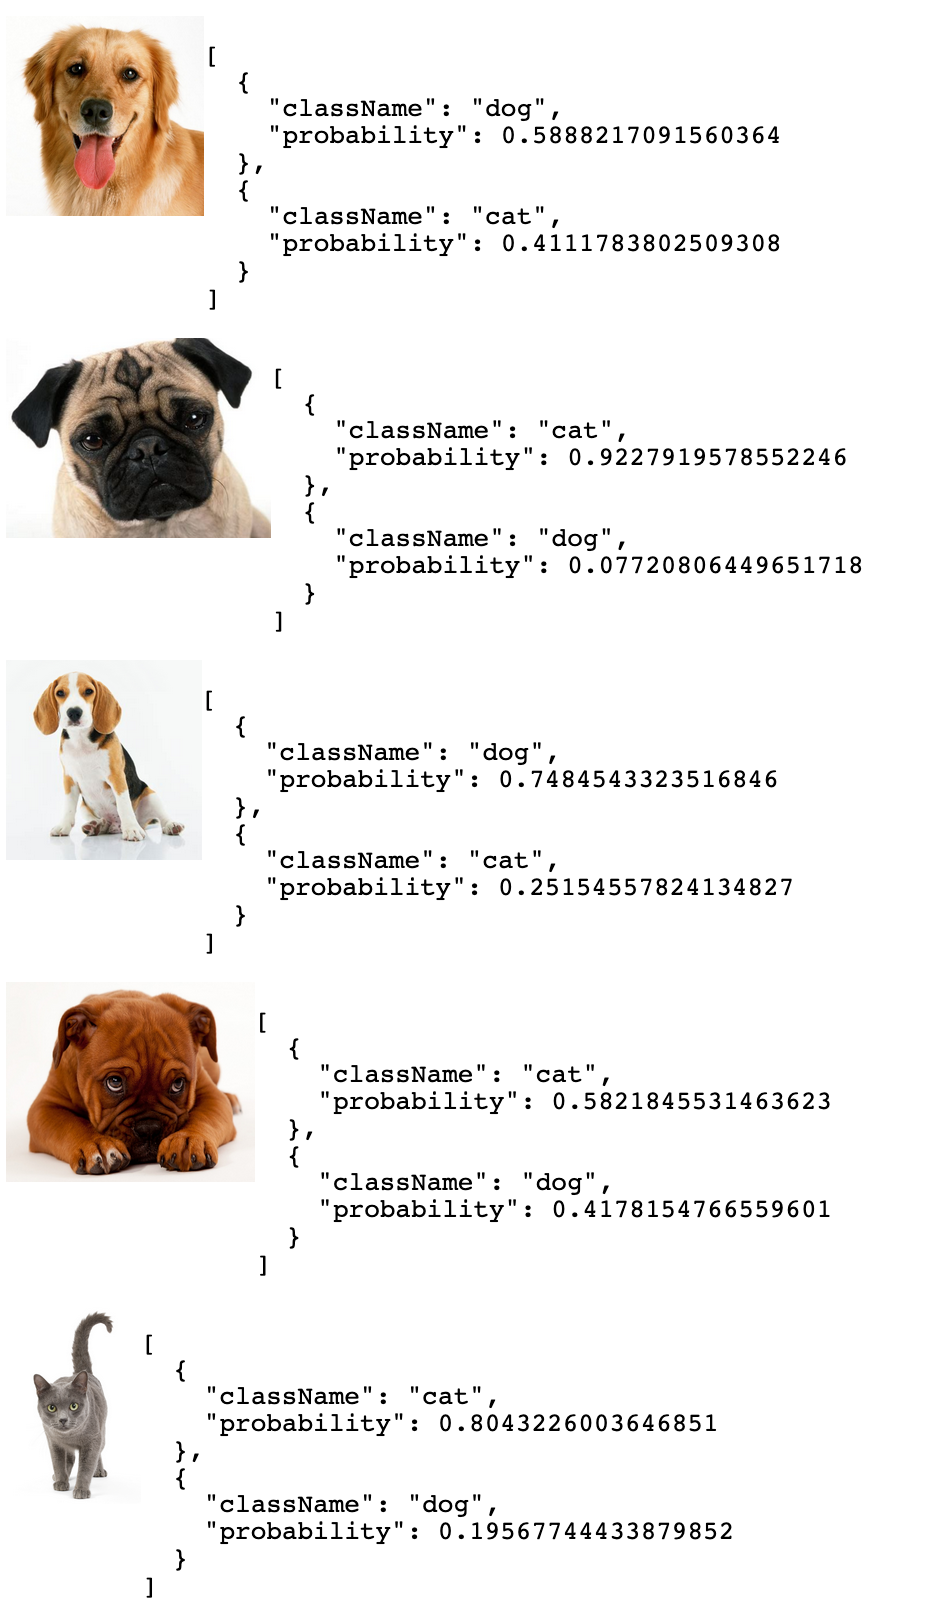 [
  {
    "className": "dog",
    "probability": 0.5888217091560364
  },
  {
    "className": "cat",
    "probability": 0.4111783802509308
  }
]
[
  {
    "className": "cat",
    "probability": 0.9227919578552246
  },
  {
    "className": "dog",
    "probability": 0.07720806449651718
  }
]
[
  {
    "className": "dog",
    "probability": 0.7484543323516846
  },
  {
    "className": "cat",
    "probability": 0.25154557824134827
  }
]
[
  {
    "className": "cat",
    "probability": 0.5821845531463623
  },
  {
    "className": "dog",
    "probability": 0.4178154766559601
  }
]
[
  {
    "className": "cat",
    "probability": 0.8043226003646851
  },
  {
    "className": "dog",
    "probability": 0.19567744433879852
  }
]